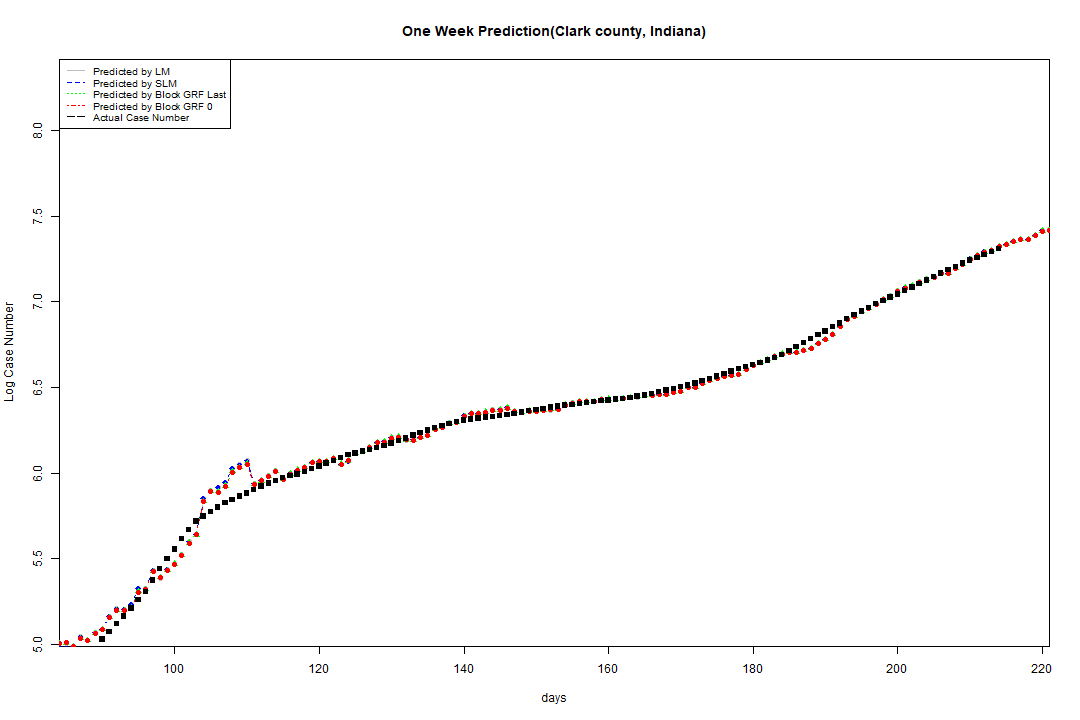 One Week Prediction(Clark county, Indiana)
Predicted by LM
Predicted by SLM
Predicted by Block GRF Last
Predicted by Block GRF 0
Actual Case Number
8.0
7.5
7.0
6.5
6.0
5.5
5.0
Log Case Number
100 120 140 160 180 200 220
days